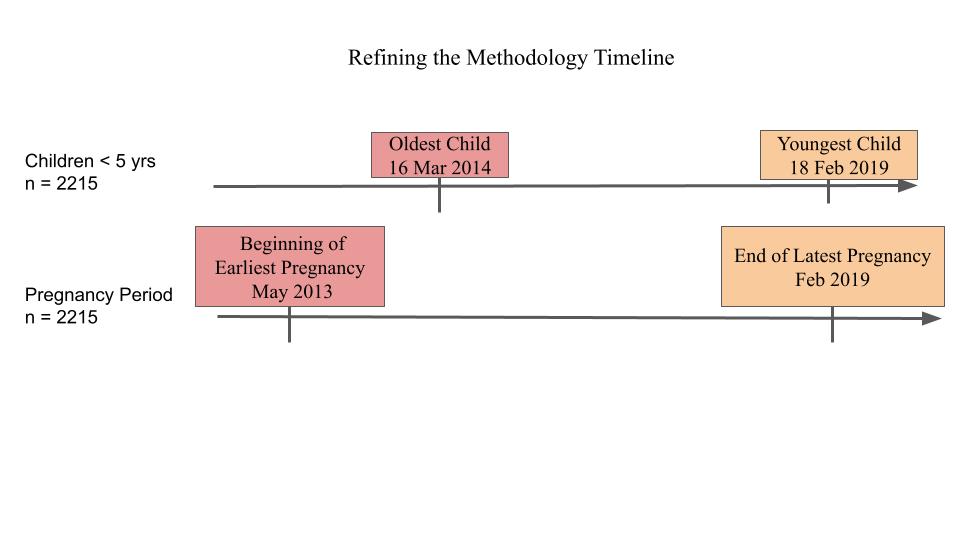 Refining the Methodology Timeline
Children < 5 yrs
n = 2215
Oldest Child
16 Mar 2014
Youngest Child
18 Feb 2019
Pregnancy Period
n = 2215
Beginning of
Earliest Pregnancy
May 2013
End of Latest Pregnancy
Feb 2019